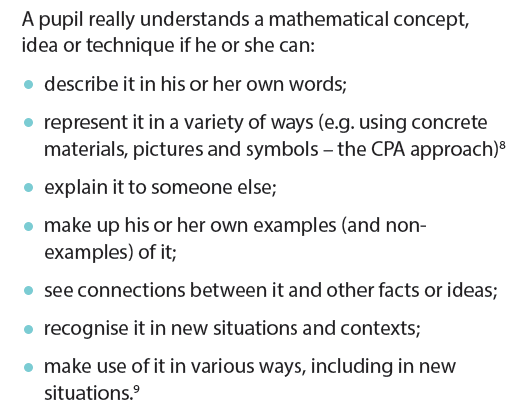 A pupil really understands a mathematical concept,
idea or technique if he or she can:
• describe it in his or her own words;
• represent it in a variety of ways (e.g. using concrete
materials, pictures and symbols – the CPA approach)⁸
• explain it to someone else;
• make up his or her own examples (and non-
examples) of it;
• see connections between it and other facts or ideas;
• recognise it in new situations and contexts;
• make use of it in various ways, including in new
situations.⁹